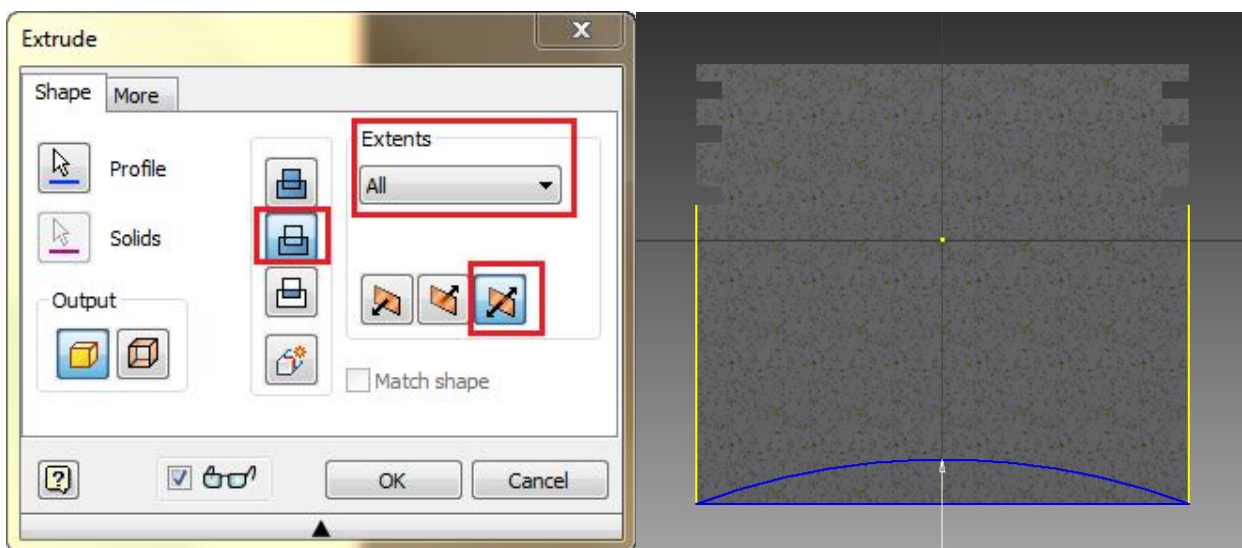 Extrude
Shape More
Profile
Solids
Output
Extents
All
Match shape
OK Cancel